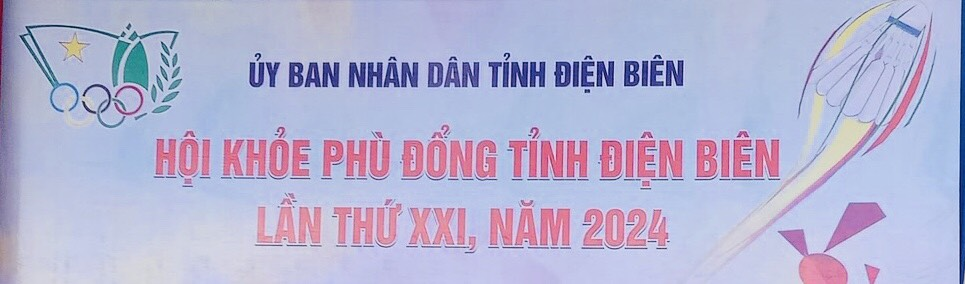 ỦY BAN NHÂN DÂN TỈNH ĐIỆN BIÊN
HỘI KHỎE PHÙ ĐỔNG TỈNH ĐIỆN BIÊN
LẦN THỨ XXI, NĂM 2024